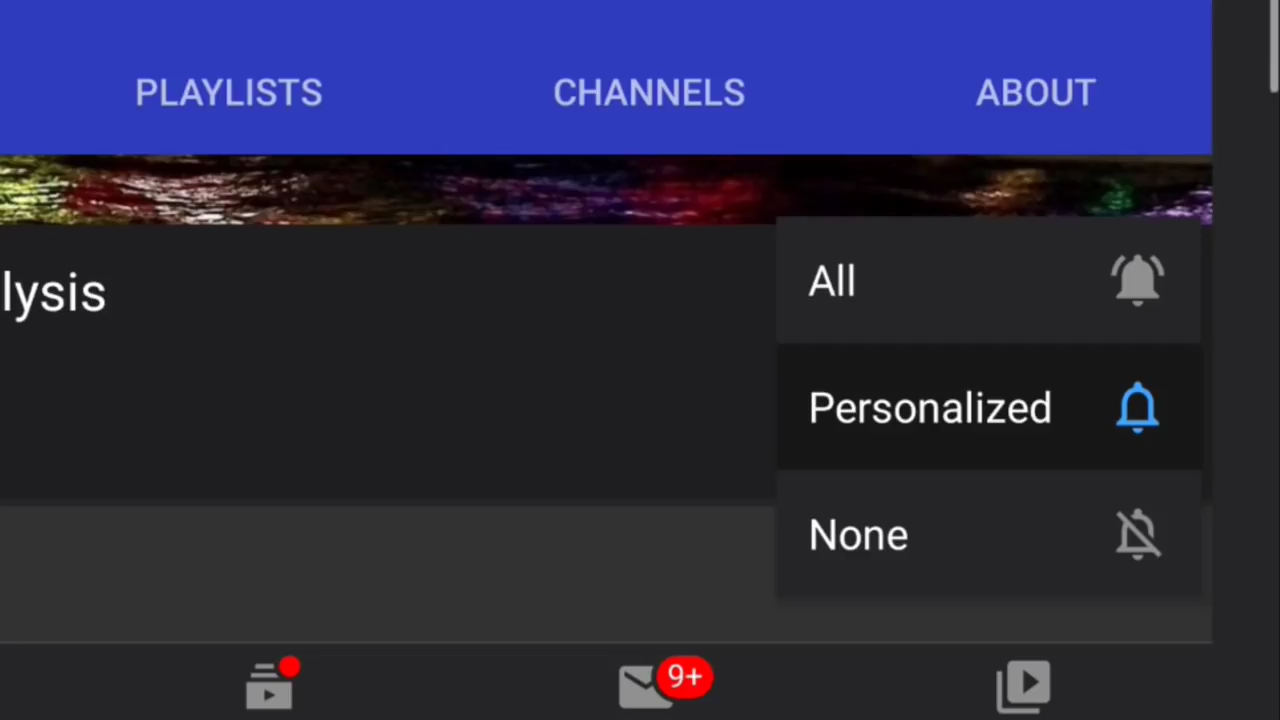 PLAYLISTS CHANNELS ABOUT
lysis
All
Personalized
None
9+